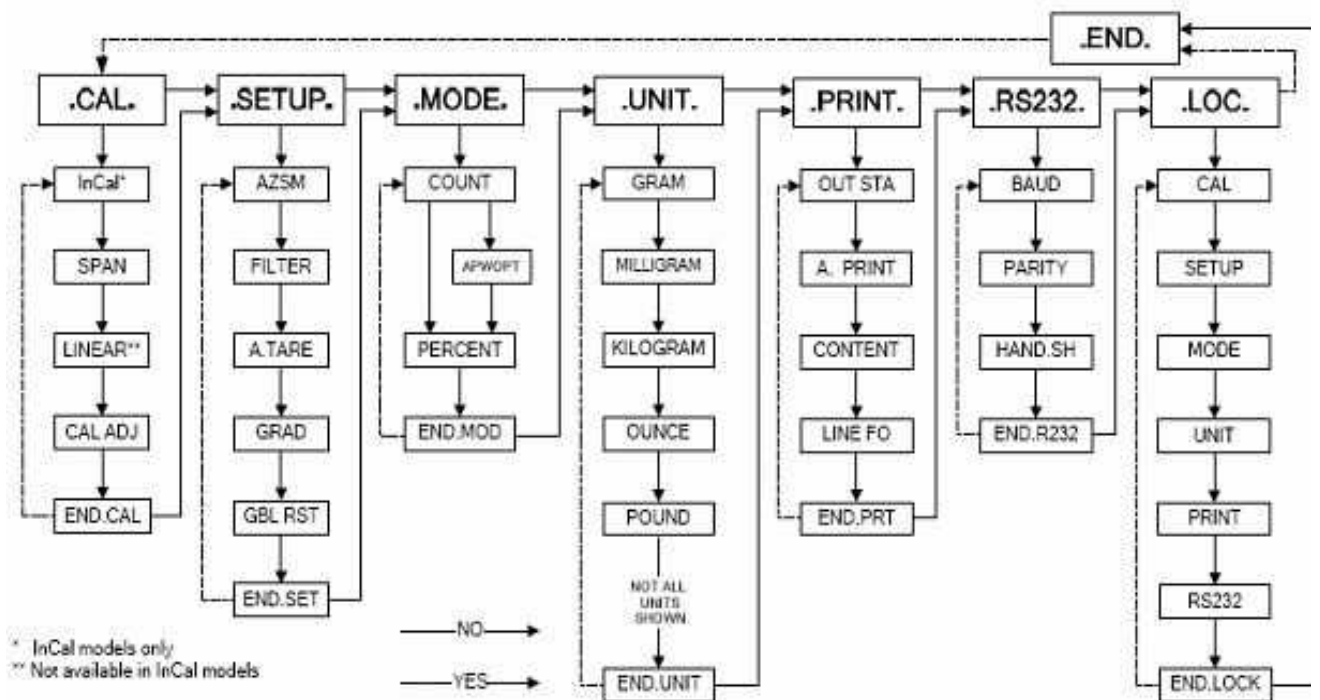 .END.
.CAL.
.SETUP.
.MODE.
.UNIT.
.PRINT.
.RS232.
.LOC.
InCal*
SPAN
LINEAR**
CAL ADJ
END.CAL
AZSM
FILTER
A.TARE
GRAD
GBL RST
END.SET
COUNT
APWOPT
PERCENT
END.MOD
GRAM
MILLIGRAM
KILOGRAM
OUNCE
POUND
NOT ALL
UNITS
SHOWN
END.UNIT
OUT STA
A. PRINT
CONTENT
LINE FO
END.PRT
BAUD
PARITY
HAND.SH
END.R232
CAL
SETUP
MODE
UNIT
PRINT
RS232
END.LOCK
* InCal models only
** Not available in InCal models
NO
YES